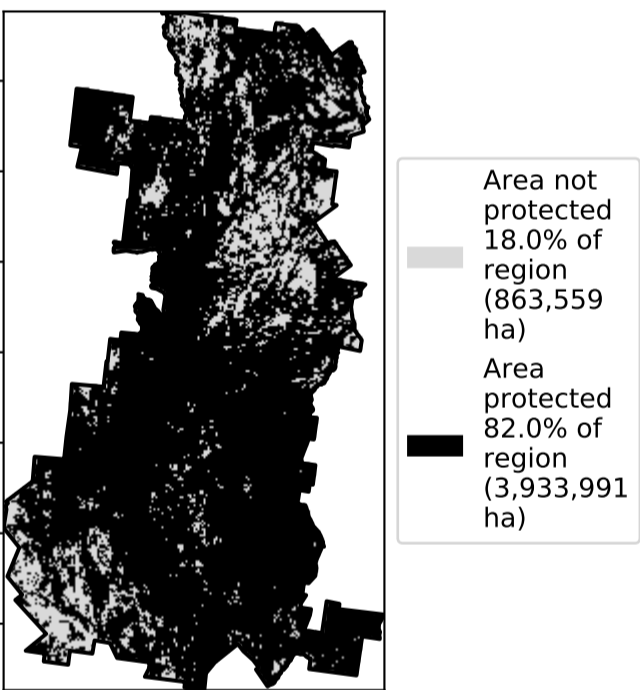 Area not
protected
18.0% of
region
(863,559
ha)
Area
protected
82.0% of
region
(3,933,991
ha)